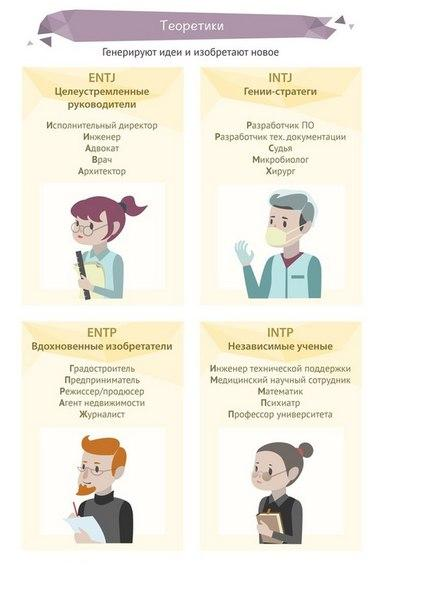 Теоретики
Генерируют идеи и изобретают новое
ENTJ
Целеустремленные
руководители
Исполнительный директор
Инженер
Адвокат
Врач
Архитектор
INTJ
Гении-стратеги
Разработчик ПО
Разработчик тех. документации
Судья
Микробиолог
Хирург
ENTP
Вдохновенные изобретатели
Градостроитель
Предприниматель
Режиссер/продюсер
Агент недвижимости
Журналист
INTP
Независимые ученые
Инженер технической поддержки
Медицинский научный сотрудник
Математик
Психиатр
Профессор университета